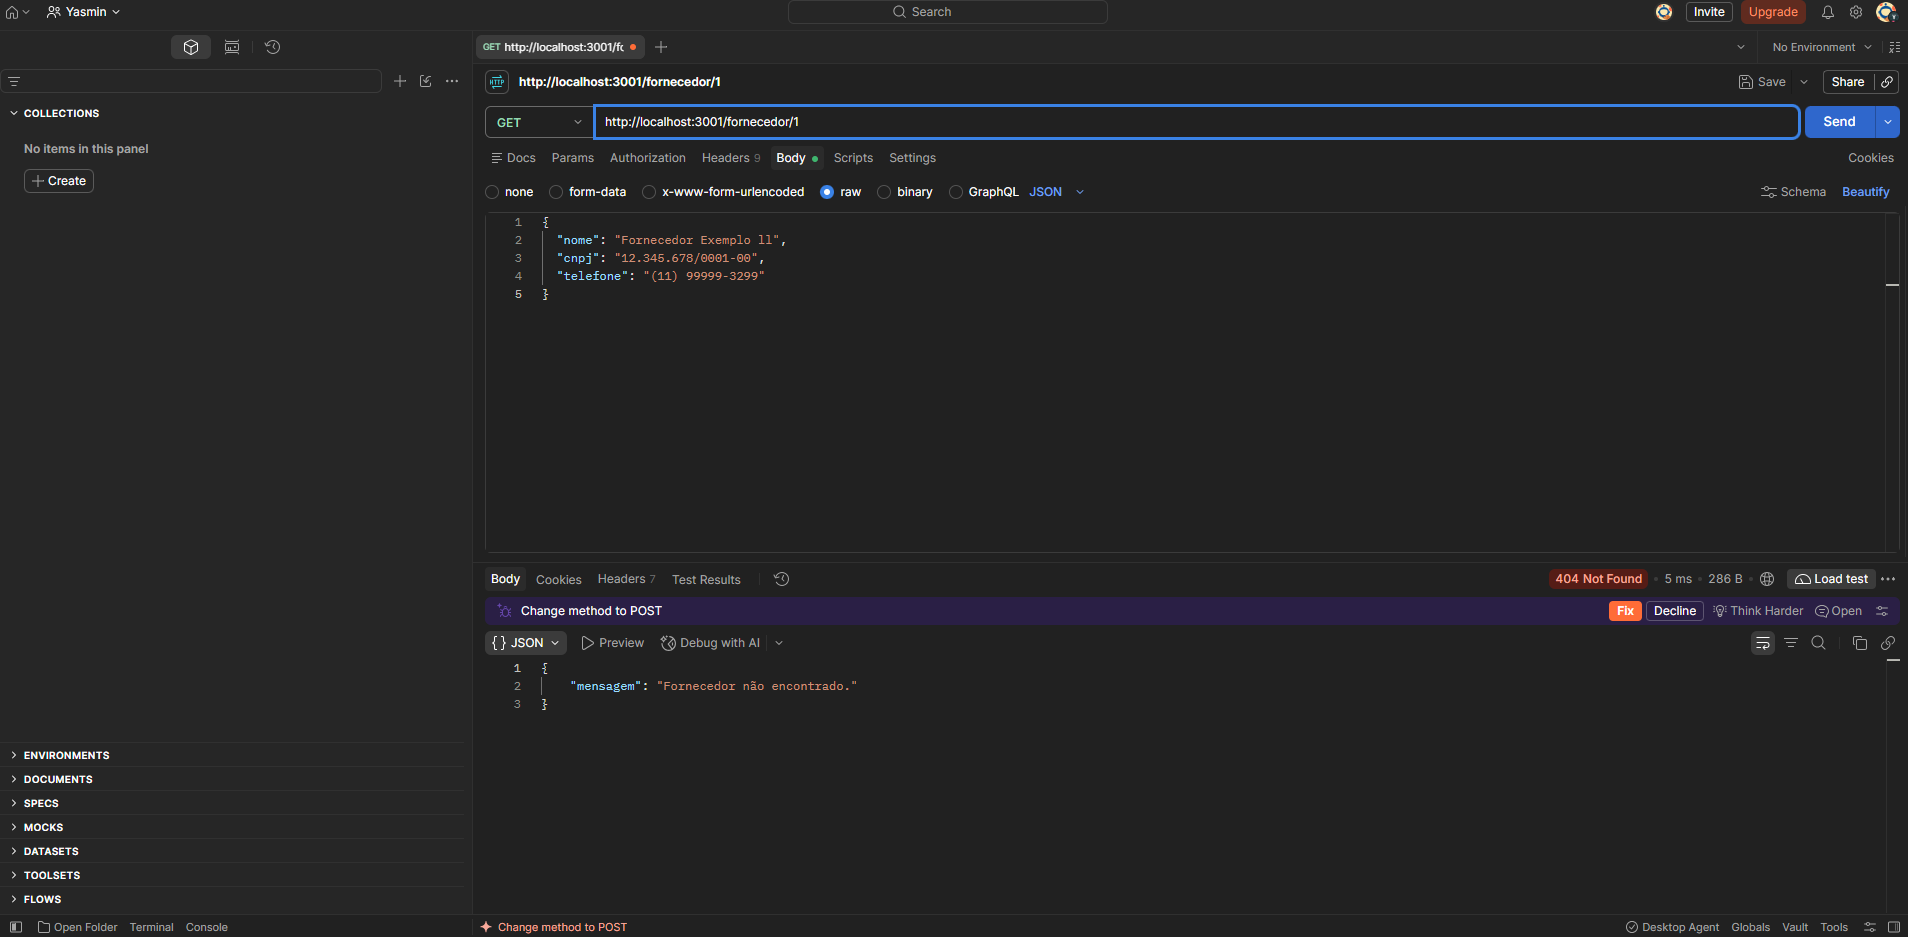 Yasmin
Search
Invite
Upgrade
GET http://localhost:3001/fc
No Environment
HTTP http://localhost:3001/fornecedor/1
Save
Share
COLLECTIONS
GET
http://localhost:3001/fornecedor/1
Send
No items in this panel
Docs Params Authorization Headers 9 Body Scripts Settings
Cookies
Create
none form-data x-www-form-urlencoded raw binary GraphQL JSON
Schema Beautify
1 {
2 "nome": "Fornecedor Exemplo ll",
3 "cnpj": "12.345.678/0001-00",
4 "telefone": "(11) 99999-3299"
5 }
Body Cookies Headers 7 Test Results
404 Not Found • 5 ms • 286 B
Load test
Change method to POST
Fix Decline Think Harder Open
{} JSON Preview Debug with AI
1 {
2 "mensagem": "Fornecedor não encontrado."
3 }
ENVIRONMENTS
DOCUMENTS
SPECS
MOCKS
DATASETS
TOOLSETS
FLOWS
Open Folder Terminal Console
Change method to POST
Desktop Agent Globals Vault Tools